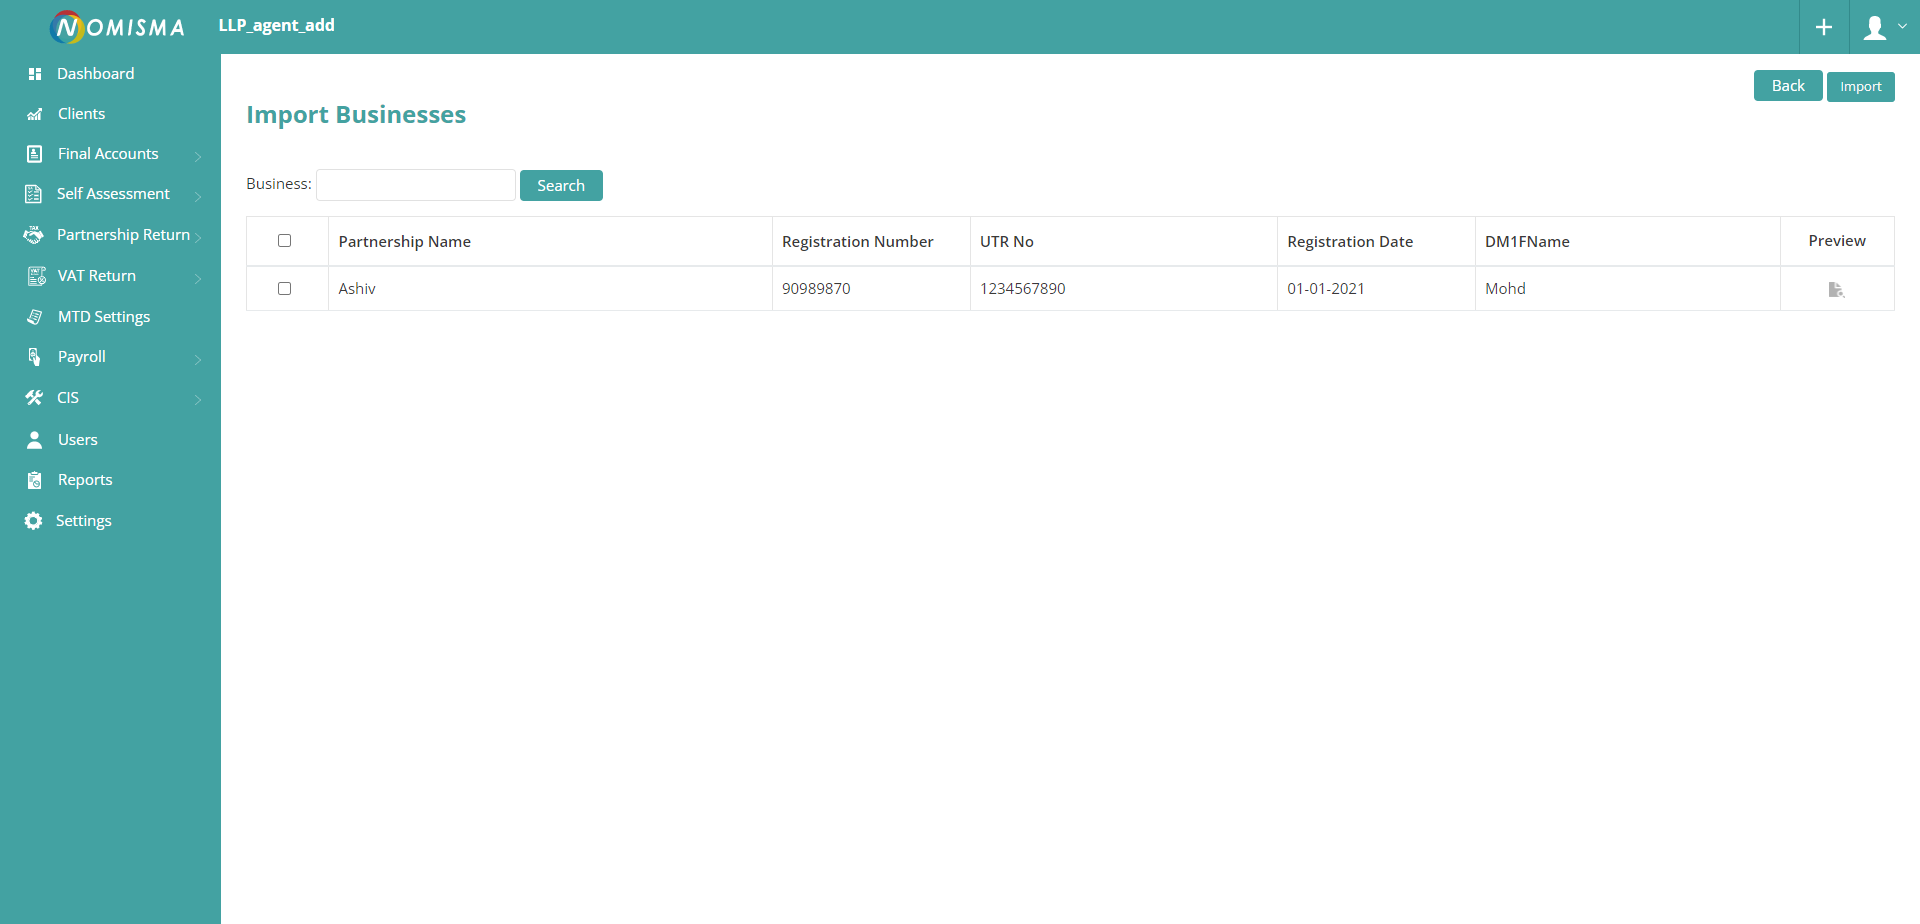 NOMISMA LLP_agent_add
Dashboard
Clients
Final Accounts
Self Assessment
Partnership Return
VAT Return
MTD Settings
Payroll
CIS
Users
Reports
Settings
Back Import
Import Businesses
Business: Search
Partnership Name Registration Number UTR No Registration Date DM1FName Preview
Ashiv 90989870 1234567890 01-01-2021 Mohd